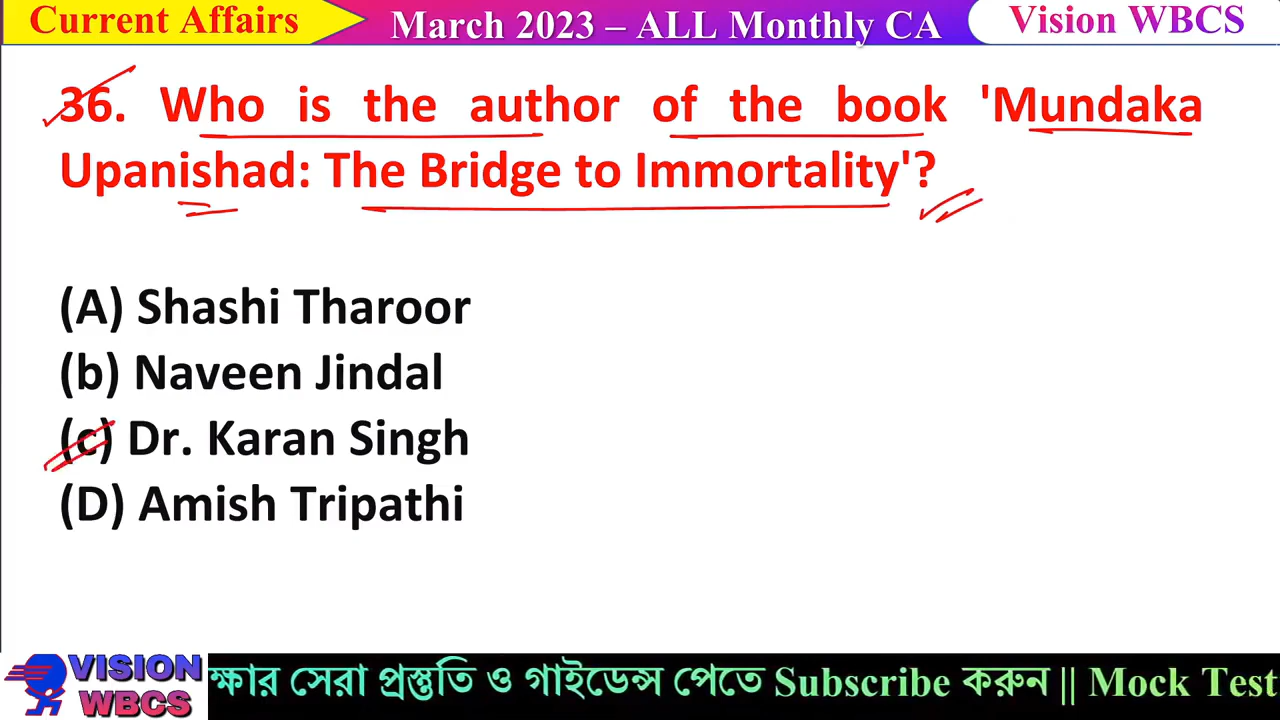 Current Affairs
March 2023 – ALL Monthly CA
Vision WBCS
36. Who is the author of the book 'Mundaka
Upanishad: The Bridge to Immortality'?
(A) Shashi Tharoor
(b) Naveen Jindal
(c) Dr. Karan Singh
(D) Amish Tripathi
VISION
WBCS
ক্ষার সেরা প্রস্তুতি ও গাইডেন্স পেতে Subscribe করুন || Mock Test